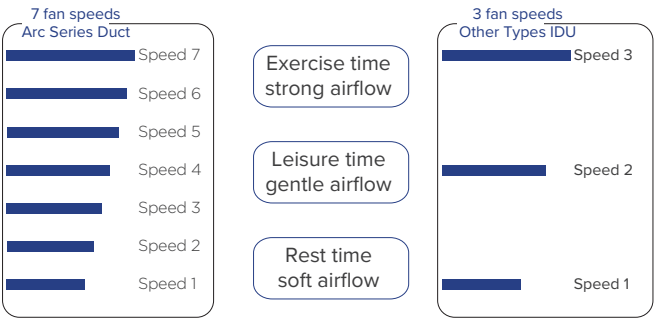 7 fan speeds
Arc Series Duct
Speed 7
Speed 6
Speed 5
Speed 4
Speed 3
Speed 2
Speed 1
Exercise time
strong airflow
Leisure time
gentle airflow
Rest time
soft airflow
3 fan speeds
Other Types IDU
Speed 3
Speed 2
Speed 1